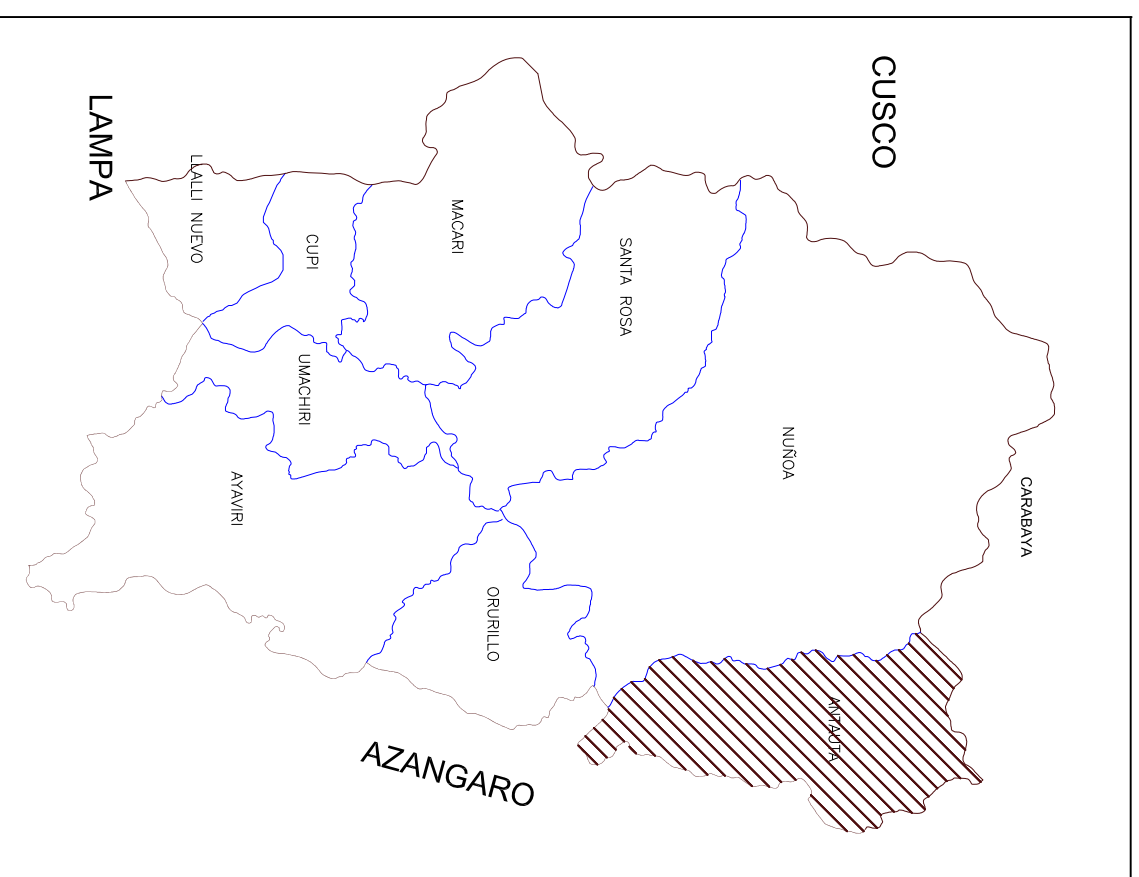 CUSCO
LAMPA
LLALLI NUEVO
CUPI
MACARI
SANTA ROSA
UMACHIRI
NUÑOA
CARABAYA
AYAVIRI
ORURILLO
ANTAUTA
AZANGARO